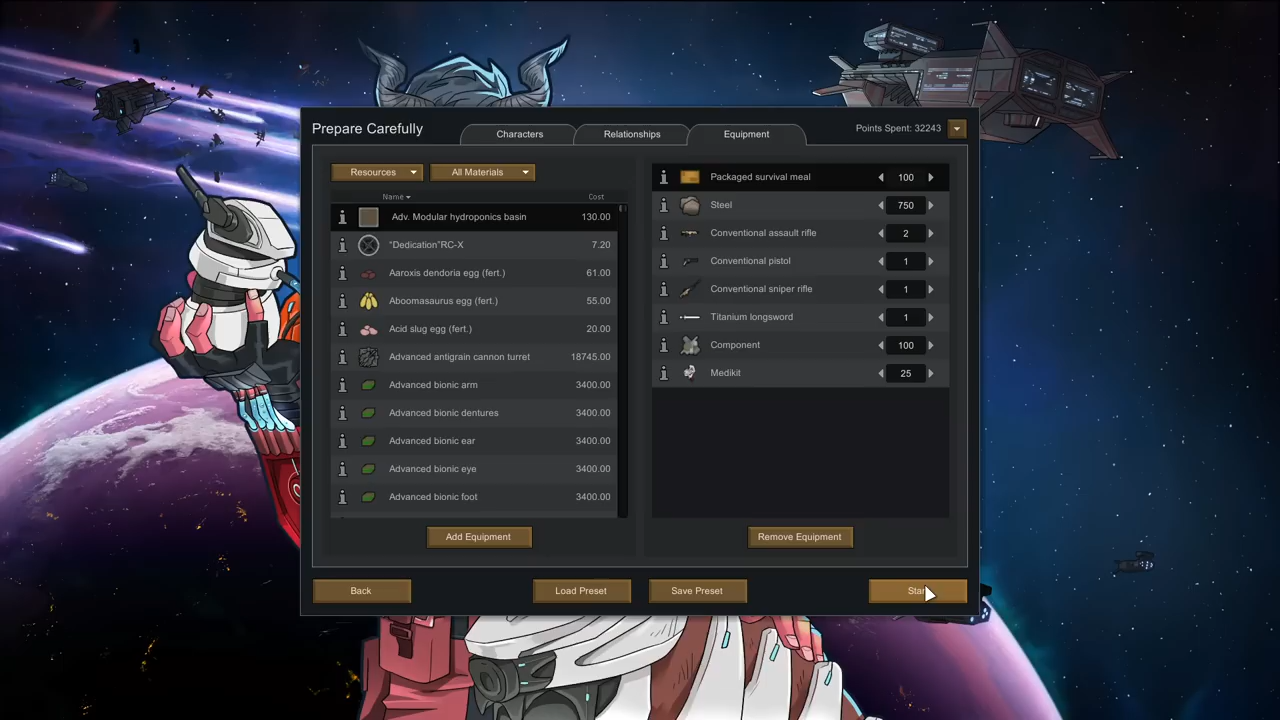 Prepare Carefully
Characters
Relationships
Equipment
Points Spent: 32243
Resources
All Materials
Name
Cost
Adv. Modular hydroponics basin 130.00
"Dedication"RC-X 7.20
Aaroxis dendoria egg (fert.) 61.00
Aboomasaurus egg (fert.) 55.00
Acid slug egg (fert.) 20.00
Advanced antigrain cannon turret 18745.00
Advanced bionic arm 3400.00
Advanced bionic dentures 3400.00
Advanced bionic ear 3400.00
Advanced bionic eye 3400.00
Advanced bionic foot 3400.00
Add Equipment
Packaged survival meal 100
Steel 750
Conventional assault rifle 2
Conventional pistol 1
Conventional sniper rifle 1
Titanium longsword 1
Component 100
Medikit 25
Remove Equipment
Back
Load Preset
Save Preset
Start